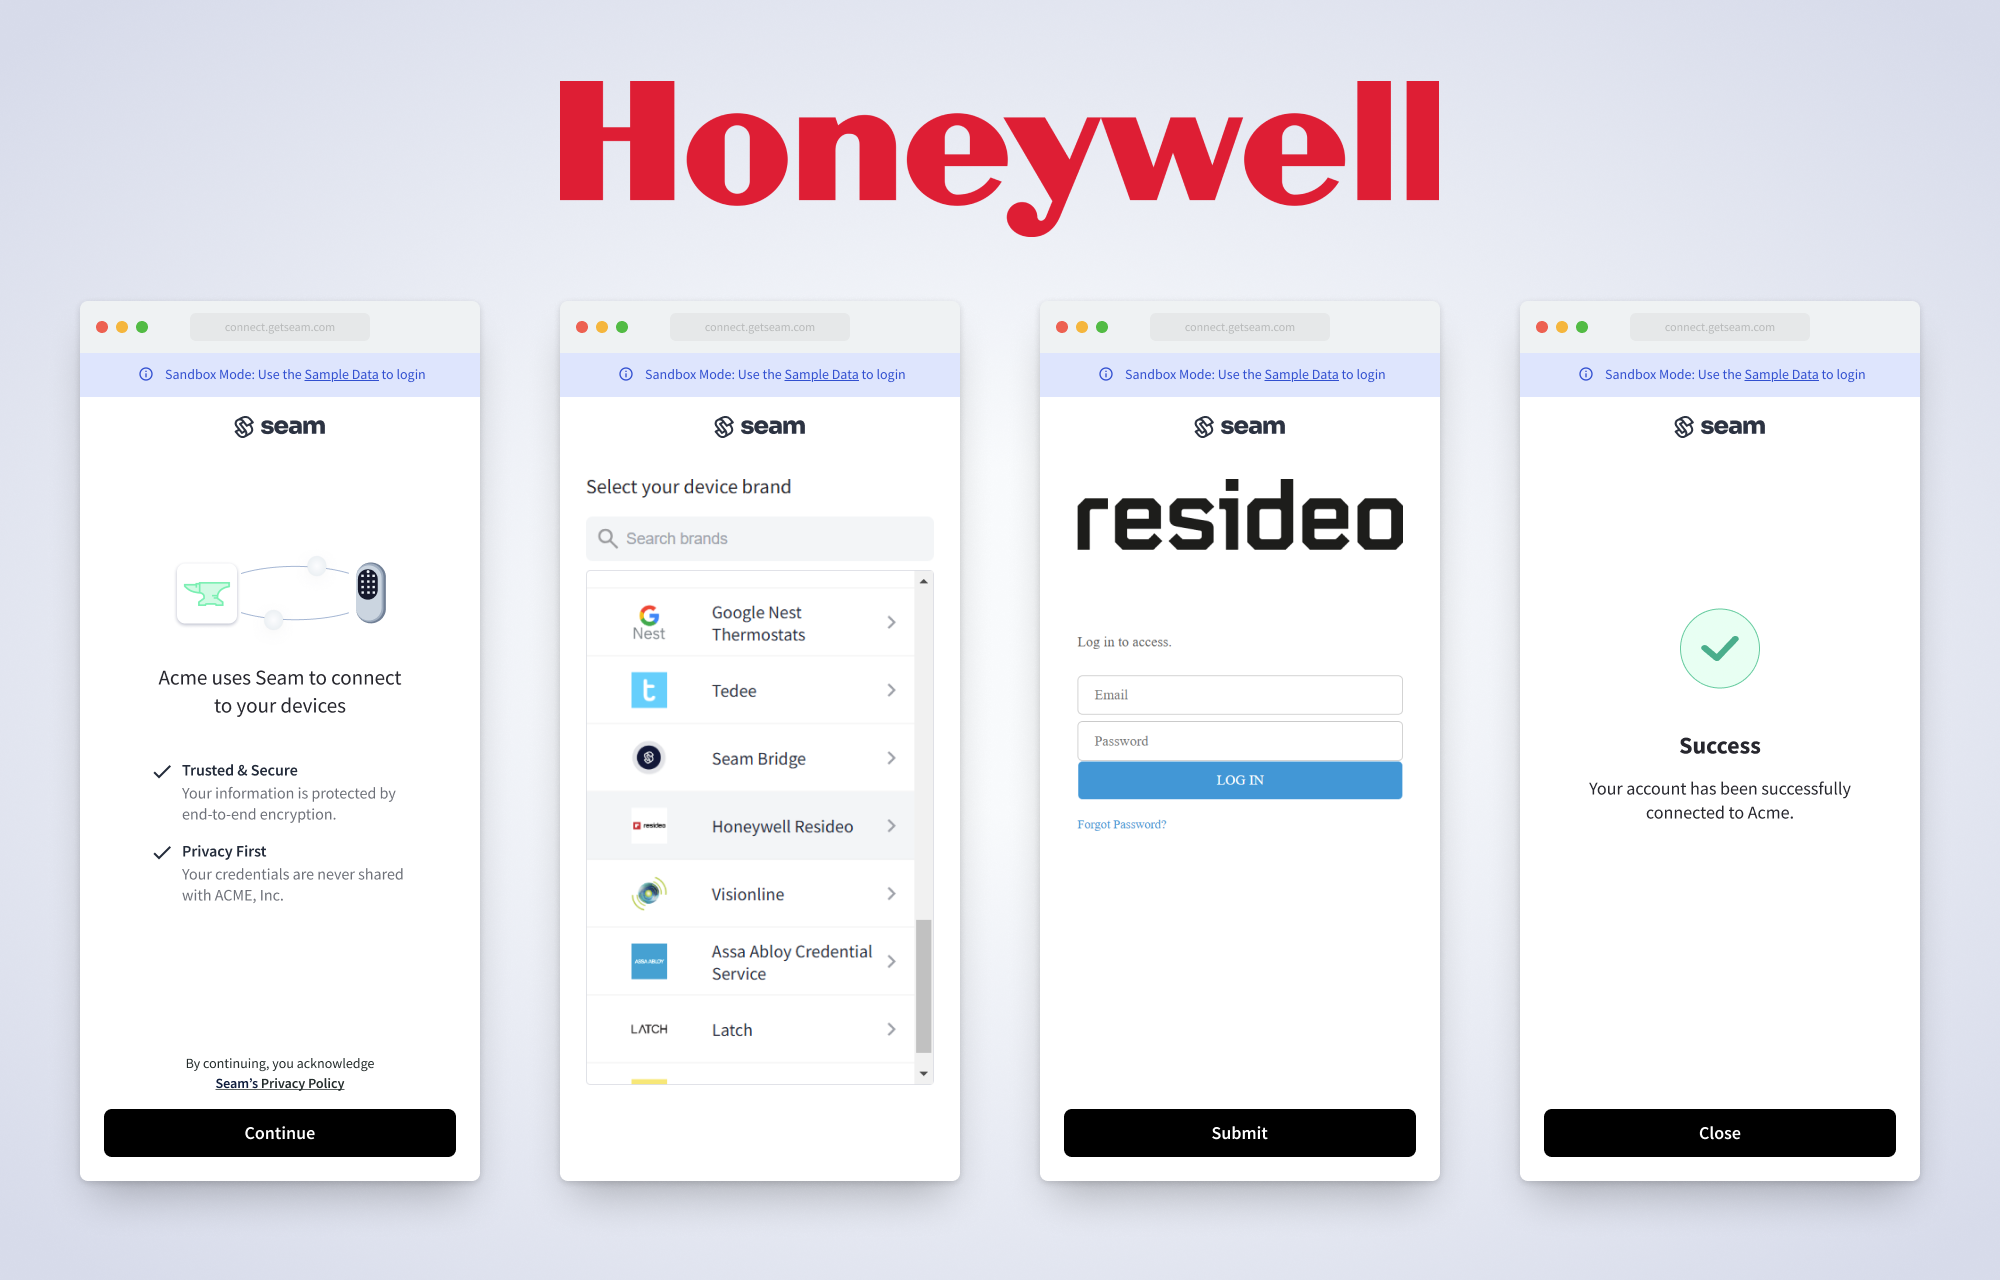 Honeywell
connect.getseam.com
Sandbox Mode: Use the Sample Data to login
seam
Acme uses Seam to connect
to your devices
Trusted & Secure
Your information is protected by
end-to-end encryption.
Privacy First
Your credentials are never shared
with ACME, Inc.
By continuing, you acknowledge
Seam's Privacy Policy
Continue
connect.getseam.com
Sandbox Mode: Use the Sample Data to login
seam
Select your device brand
Search brands
G
Nest
Google Nest
Thermostats
t
Tedee
Seam Bridge
resideo
Honeywell Resideo
Visionline
ASSA ABLOY
Assa Abloy Credential
Service
LATCH
Latch
connect.getseam.com
Sandbox Mode: Use the Sample Data to login
seam
resideo
Log in to access.
Email
Password
LOG IN
Forgot Password?
Submit
connect.getseam.com
Sandbox Mode: Use the Sample Data to login
seam
Success
Your account has been successfully
connected to Acme.
Close